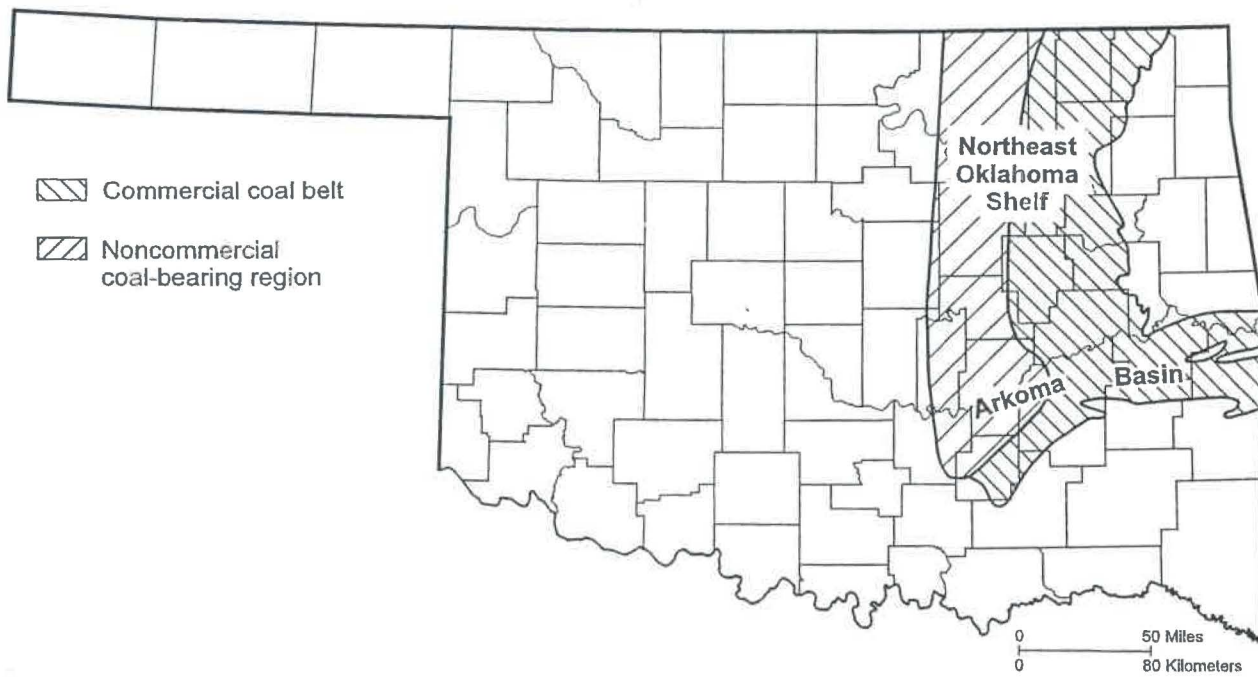 Northeast
Oklahoma
Shelf
Commercial coal belt
Noncommercial
coal-bearing region
Arkoma
Basin
0 50 Miles
0 80 Kilometers